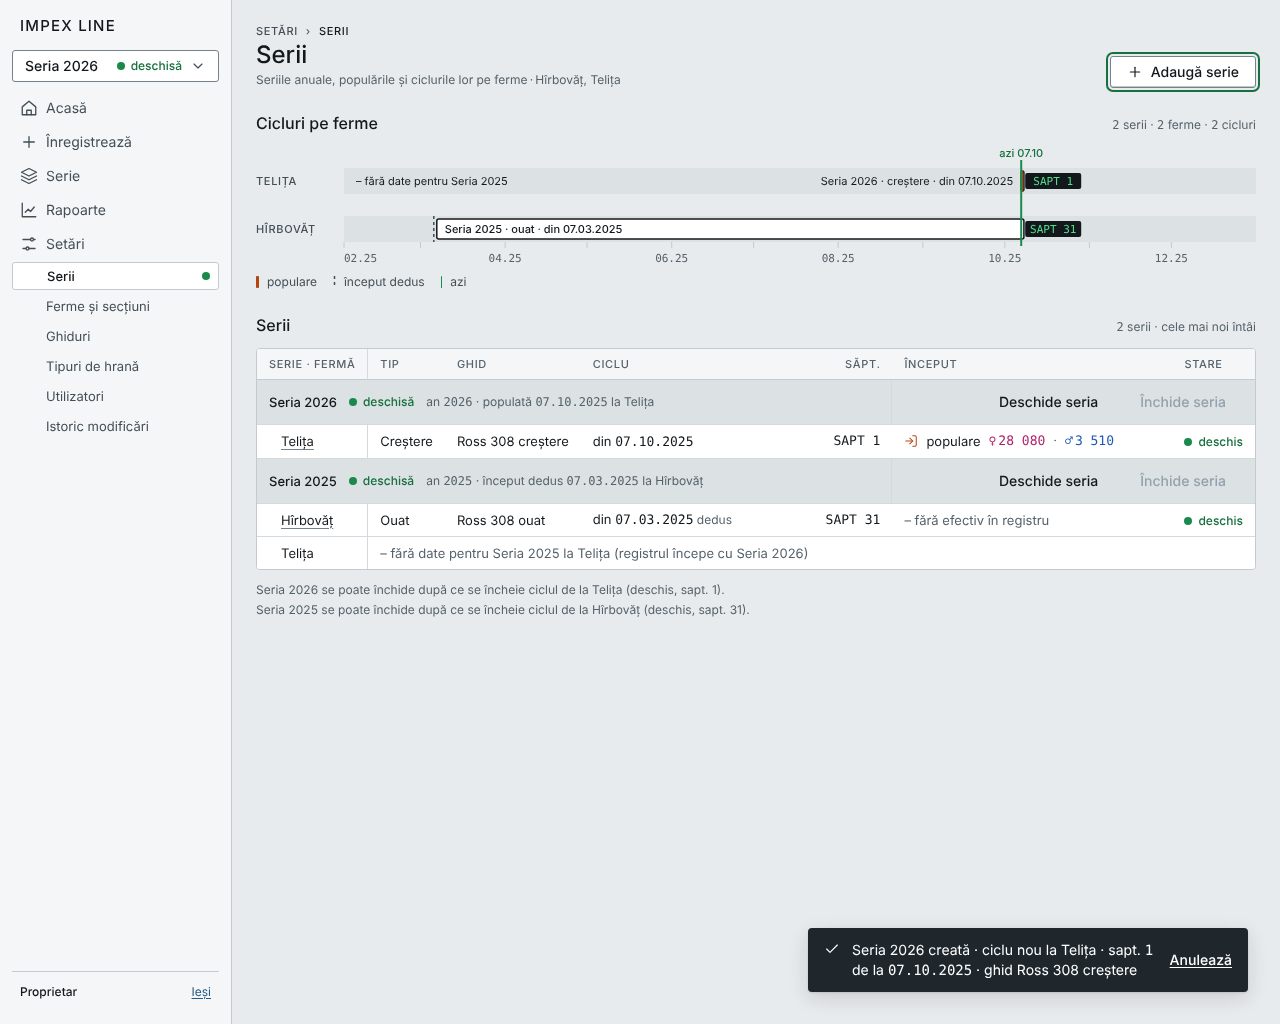 IMPEX LINE
Seria 2026 deschisă
Acasă
Înregistrează
Serie
Rapoarte
Setări
Serii
Ferme și secțiuni
Ghiduri
Tipuri de hrană
Utilizatori
Istoric modificări
Proprietar Ieși
SETĂRI › SERII
Serii
Seriile anuale, populările și ciclurile lor pe ferme · Hîrbovăț, Telița
+ Adaugă serie
Cicluri pe ferme 2 serii · 2 ferme · 2 cicluri
azi 07.10
TELIȚA – fără date pentru Seria 2025 Seria 2026 · creștere · din 07.10.2025 SAPT 1
HÎRBOVĂȚ Seria 2025 · ouat · din 07.03.2025 SAPT 31
02.25 04.25 06.25 08.25 10.25 12.25
populare început dedus azi
Serii 2 serii · cele mai noi întâi
SERIE · FERMĂ TIP GHID CICLU SĂPT. ÎNCEPUT STARE
Seria 2026 deschisă an 2026 · populată 07.10.2025 la Telița Deschide seria Închide seria
Telița Creștere Ross 308 creștere din 07.10.2025 SAPT 1 populare ♀28 080 · ♂3 510 deschis
Seria 2025 deschisă an 2025 · început dedus 07.03.2025 la Hîrbovăț Deschide seria Închide seria
Hîrbovăț Ouat Ross 308 ouat din 07.03.2025 dedus SAPT 31 – fără efectiv în registru deschis
Telița – fără date pentru Seria 2025 la Telița (registrul începe cu Seria 2026)
Seria 2026 se poate închide după ce se încheie ciclul de la Telița (deschis, sapt. 1).
Seria 2025 se poate închide după ce se încheie ciclul de la Hîrbovăț (deschis, sapt. 31).
Seria 2026 creată · ciclu nou la Telița · sapt. 1
de la 07.10.2025 · ghid Ross 308 creștere
Anulează